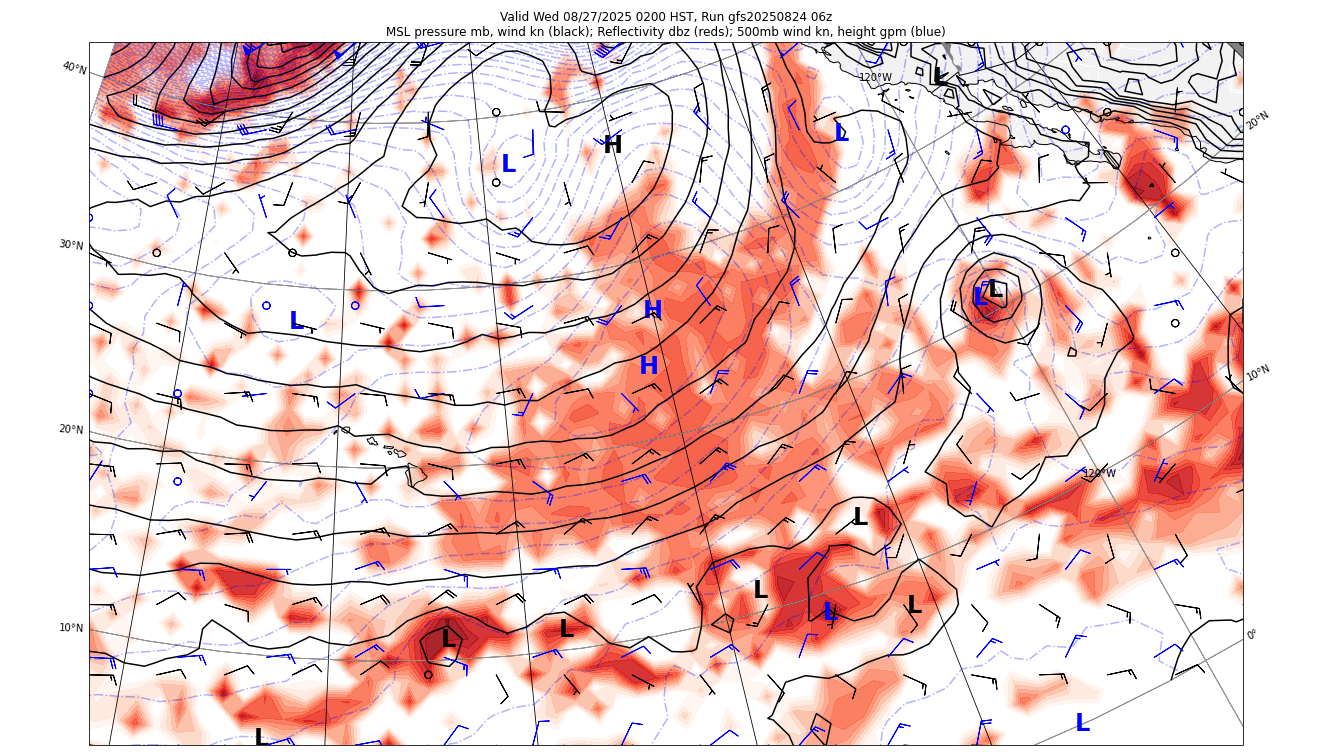 Valid Wed 08/27/2025 0200 HST, Run gfs20250824 06z
MSL pressure mb, wind kn (black); Reflectivity dbz (reds); 500mb wind kn, height gpm (blue)
40°N
120°W
L
20°N
L
H
L
30°N
L
L
H
L
H
10°N
20°N
120°W
L
L
L
L
10°N
L
L
0°
L
L
L